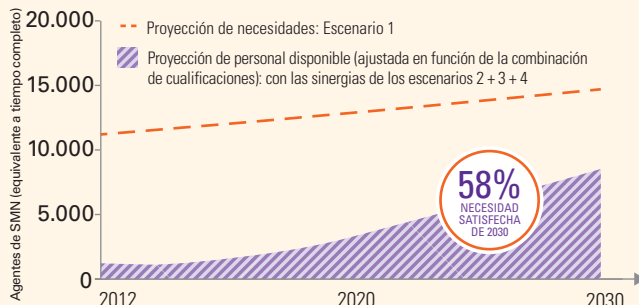 Agentes de SMN (equivalente a tiempo completo)
20.000
15.000
10.000
5.000
0
Proyección de necesidades: Escenario 1
Proyección de personal disponible (ajustada en función de la combinación
de cualificaciones): con las sinergias de los escenarios 2 + 3 + 4
58%
NECESIDAD
SATISFECHA
DE 2030
2012
2020
2030